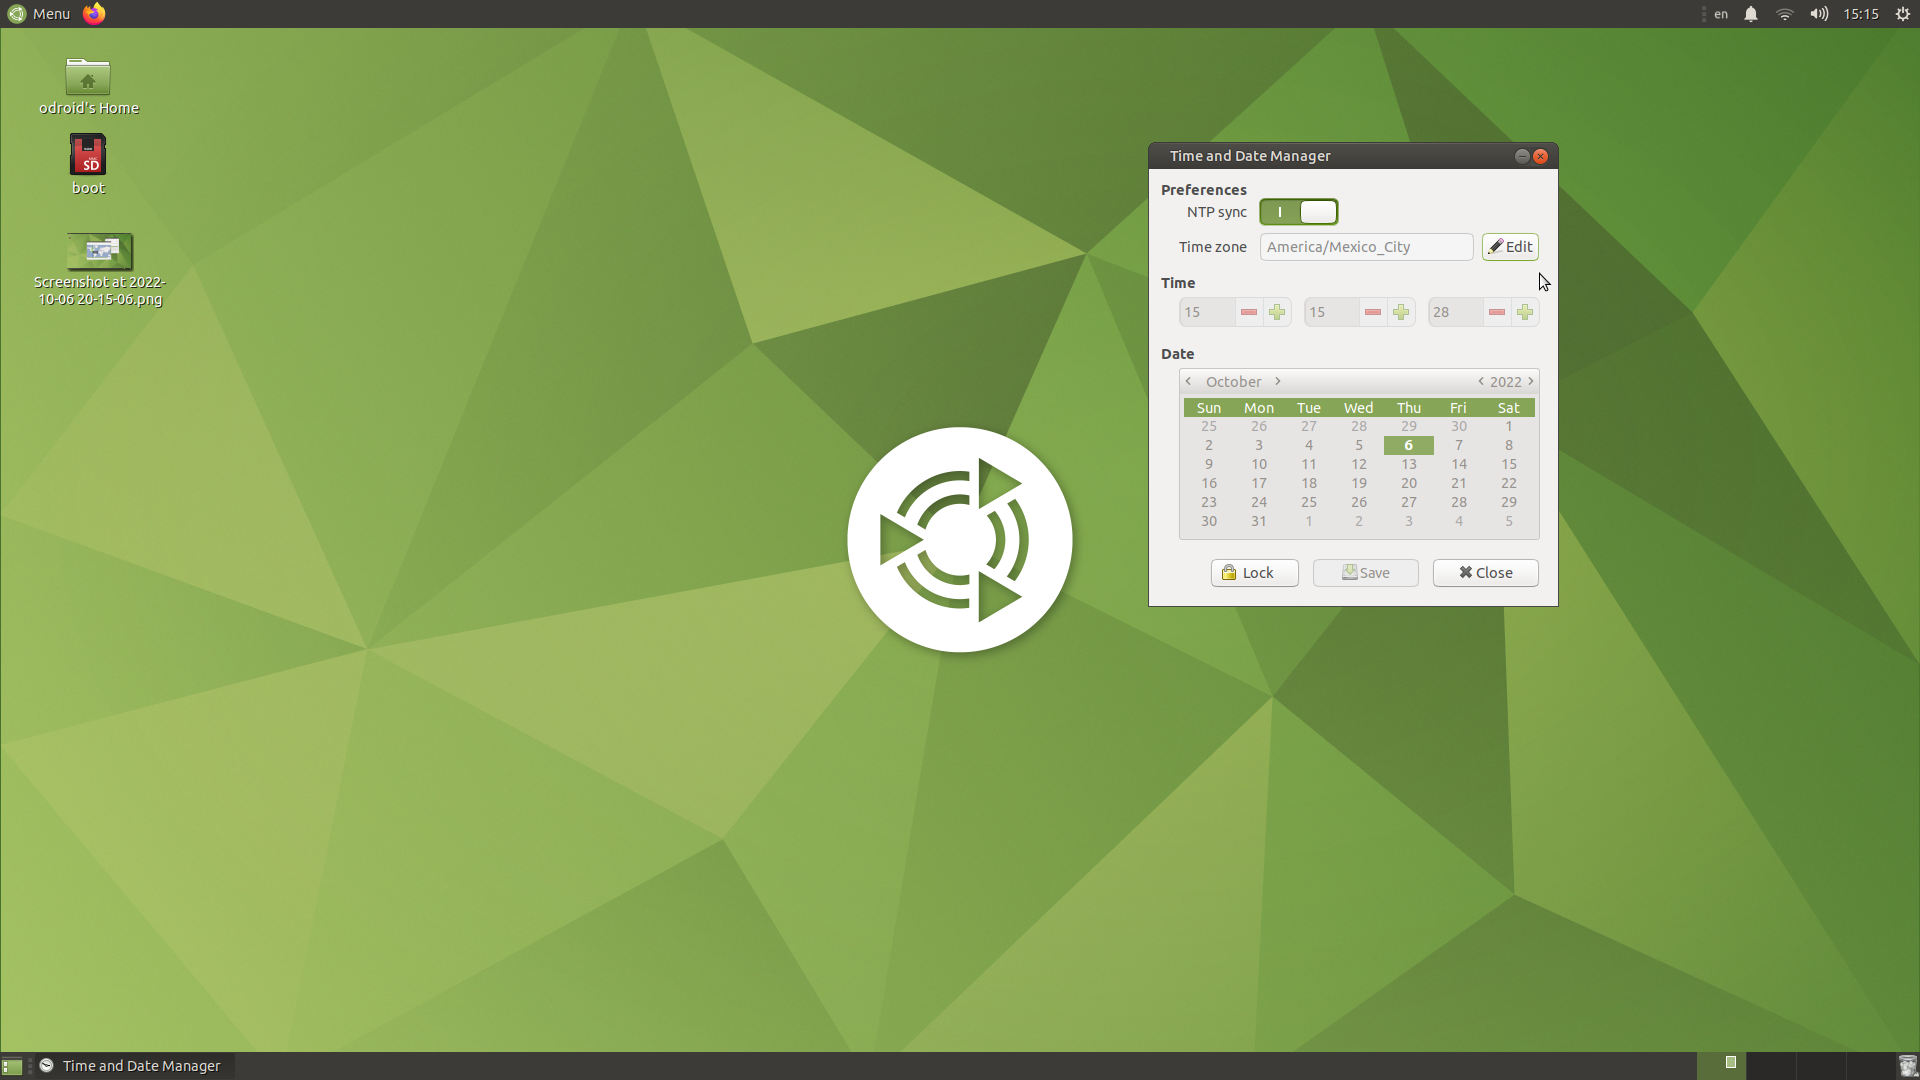 Menu
en
15:15
odroid's Home
SD
boot
Screenshot at 2022-
10-06 20-15-06.png
Time and Date Manager
Preferences
NTP sync
Time zone America/Mexico_City Edit
Time
15 15 28
Date
October 2022
Sun Mon Tue Wed Thu Fri Sat
25 26 27 28 29 30 1
2 3 4 5 6 7 8
9 10 11 12 13 14 15
16 17 18 19 20 21 22
23 24 25 26 27 28 29
30 31 1 2 3 4 5
Lock Save Close
Time and Date Manager